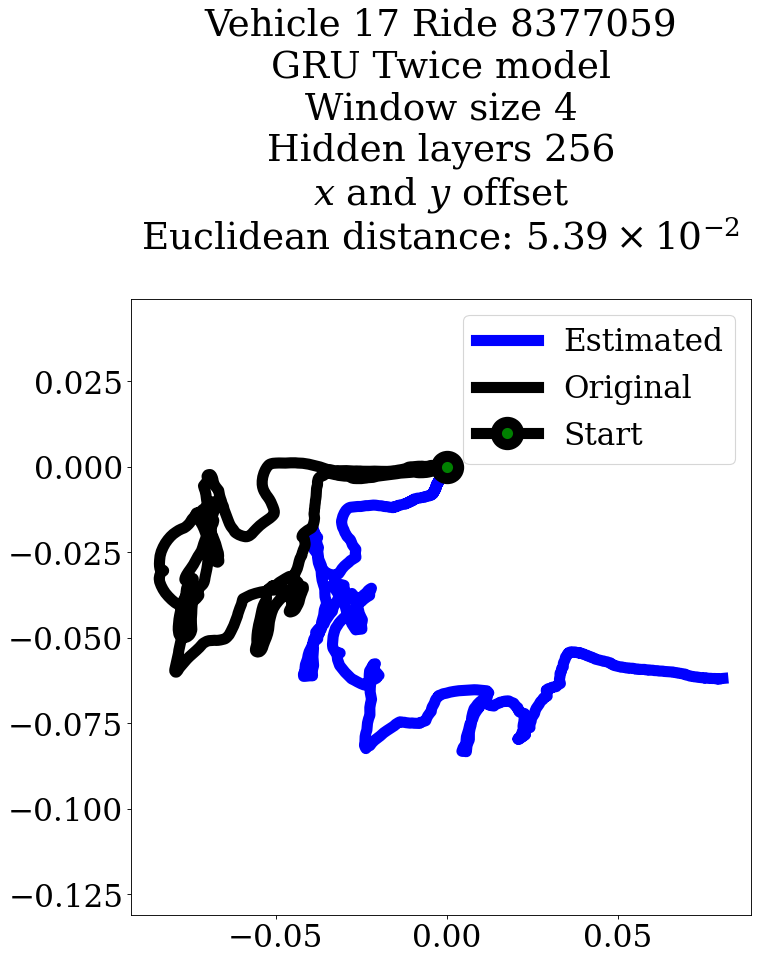 Vehicle 17 Ride 8377059
GRU Twice model
Window size 4
Hidden layers 256
x and y offset
Euclidean distance: 5.39 × 10⁻²
Estimated
Original
Start
0.025
0.000
−0.025
−0.050
−0.075
−0.100
−0.125
−0.05 0.00 0.05